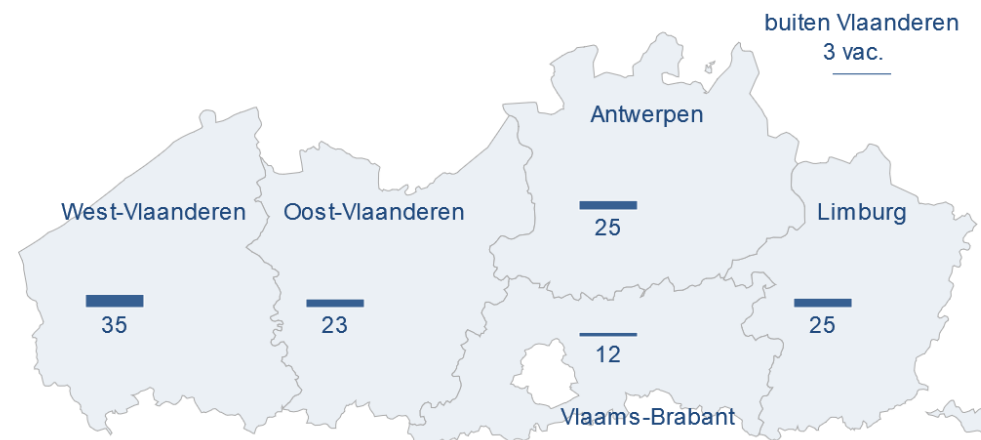 buiten Vlaanderen
3 vac.
Antwerpen
25
West-Vlaanderen
35
Oost-Vlaanderen
23
Limburg
25
12
Vlaams-Brabant